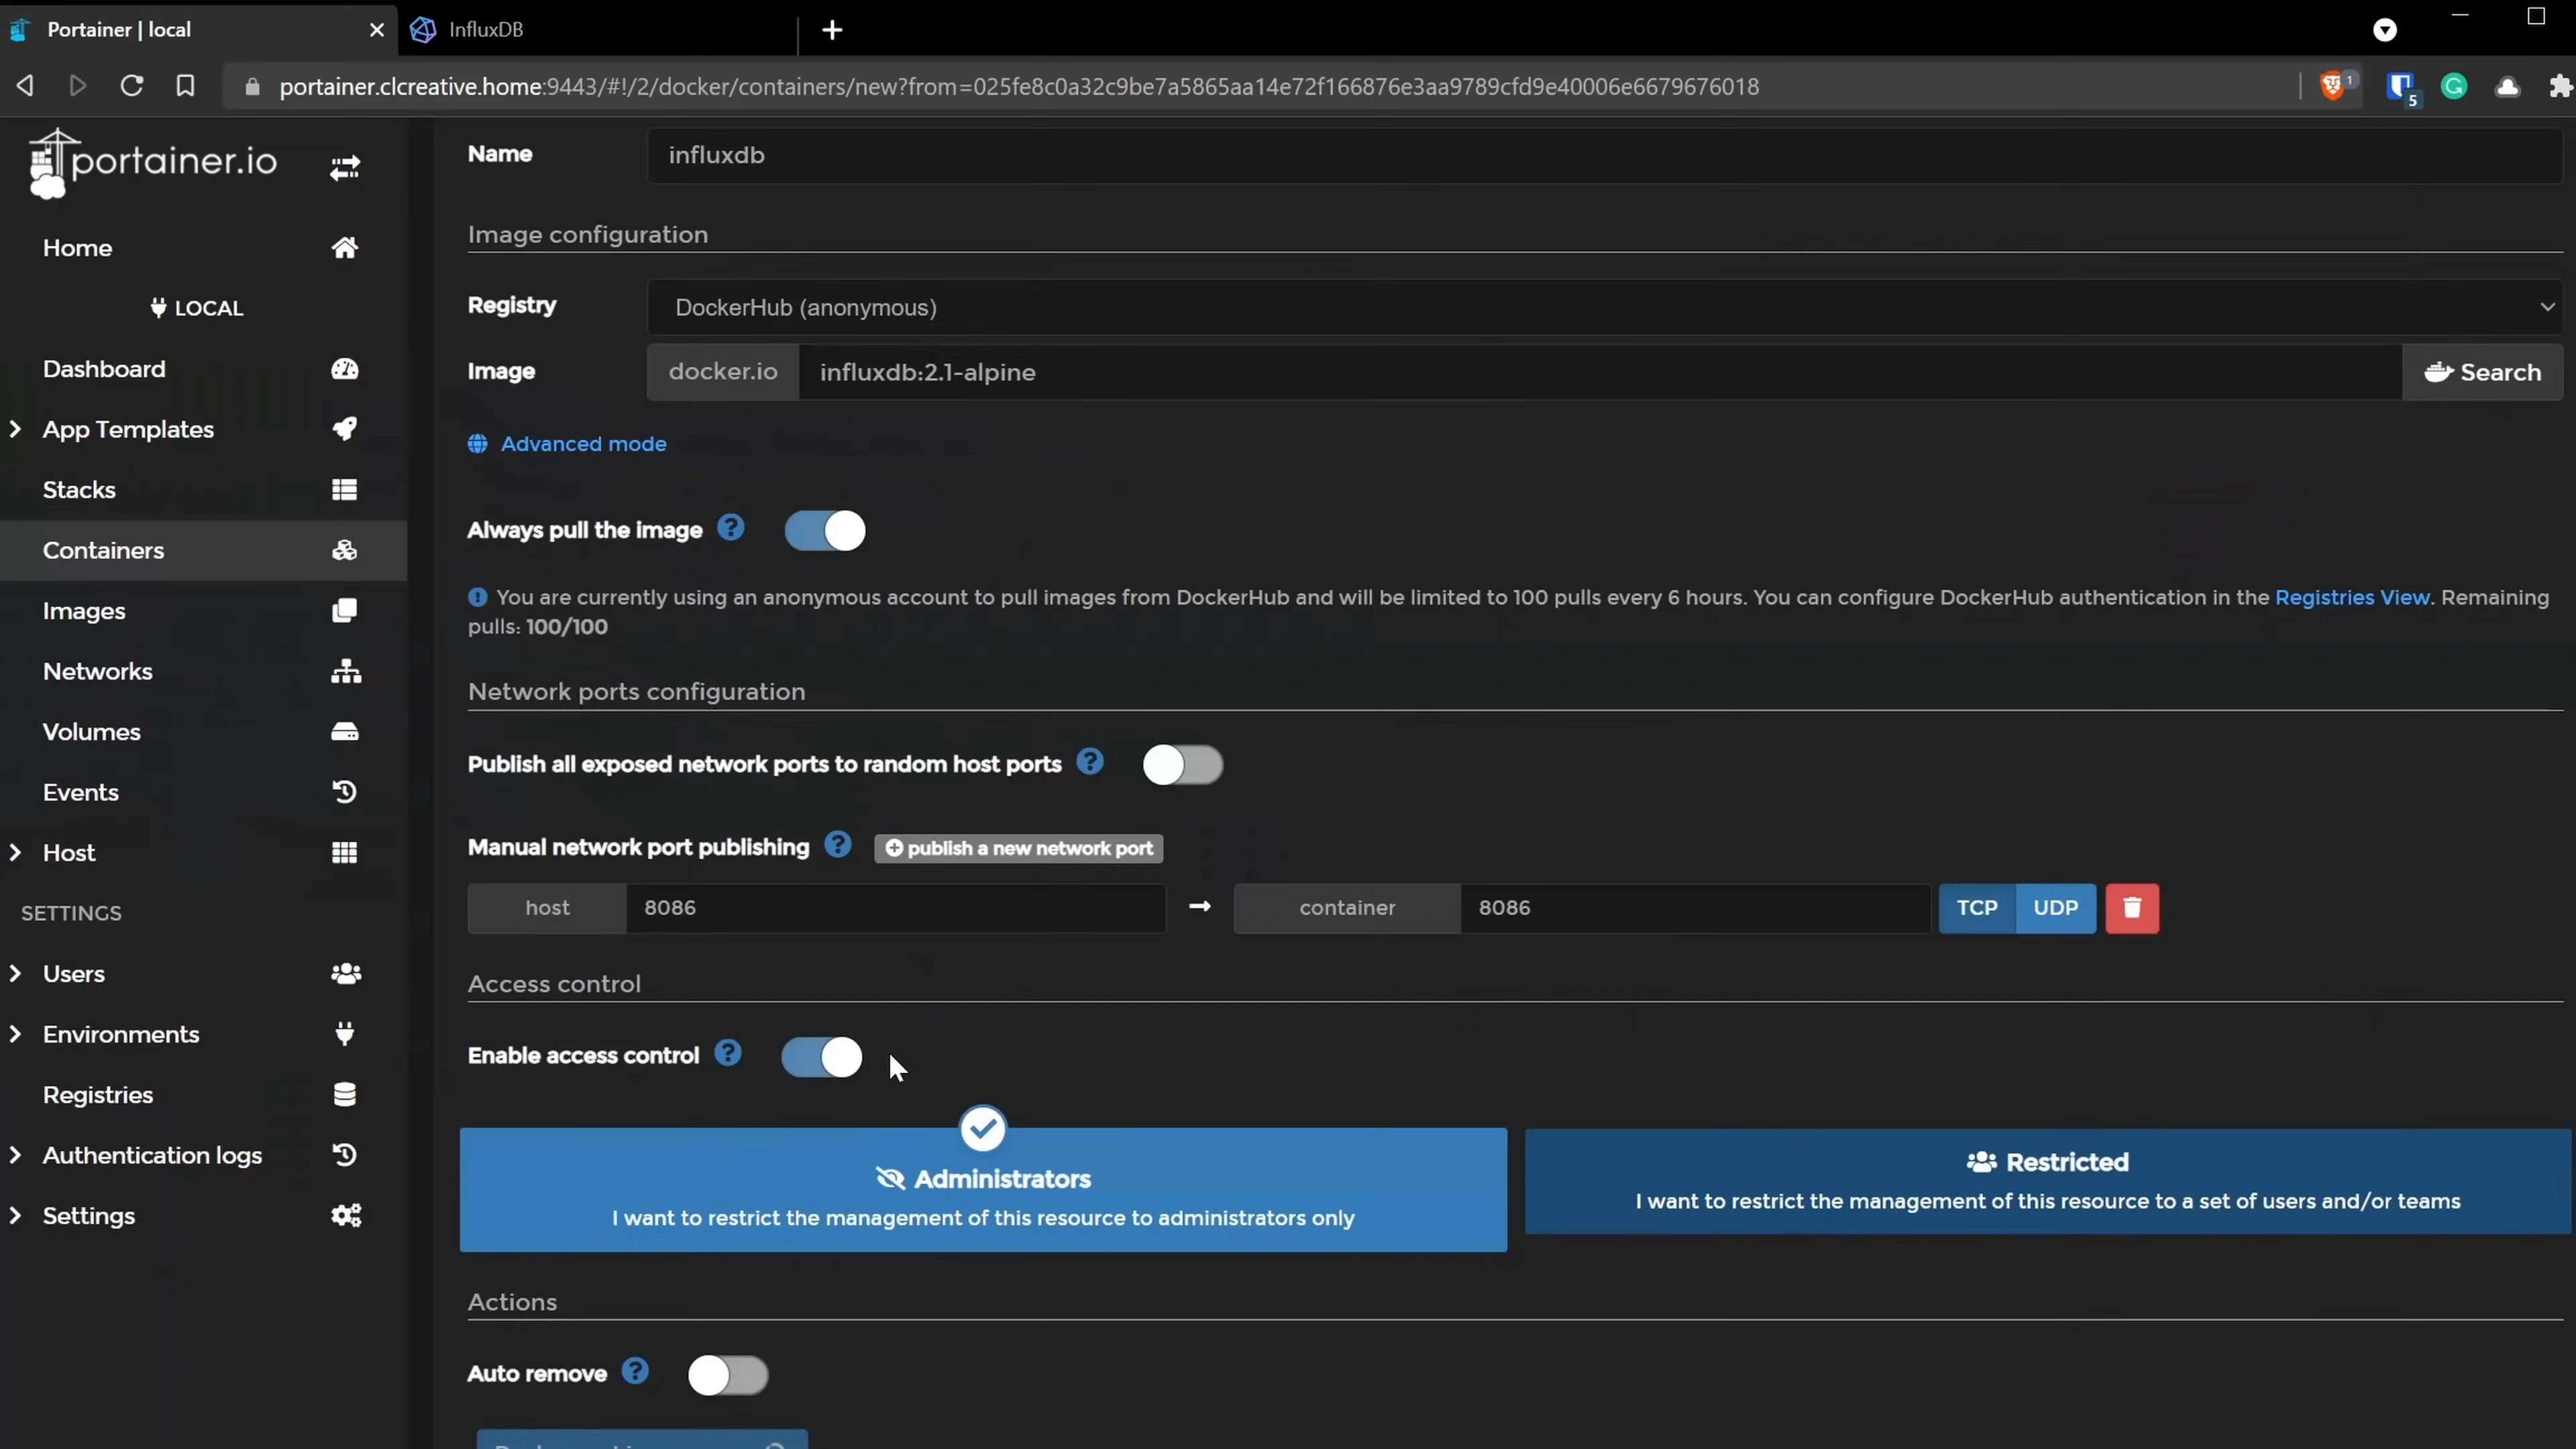 Portainer | local
InfluxDB
portainer.clcreative.home:9443/#!/2/docker/containers/new?from=025fe8c0a32c9be7a5865aa14e72f166876e3aa9789cfd9e40006e6679676018
1
5
portainer.io
Home
LOCAL
Dashboard
App Templates
Stacks
Containers
Images
Networks
Volumes
Events
Host
SETTINGS
Users
Environments
Registries
Authentication logs
Settings
Name influxdb
Image configuration
Registry DockerHub (anonymous)
Image docker.io influxdb:2.1-alpine Search
Advanced mode
Always pull the image
You are currently using an anonymous account to pull images from DockerHub and will be limited to 100 pulls every 6 hours. You can configure DockerHub authentication in the Registries View. Remaining
pulls: 100/100
Network ports configuration
Publish all exposed network ports to random host ports
Manual network port publishing publish a new network port
host 8086 container 8086 TCP UDP
Access control
Enable access control
Administrators
I want to restrict the management of this resource to administrators only
Restricted
I want to restrict the management of this resource to a set of users and/or teams
Actions
Auto remove